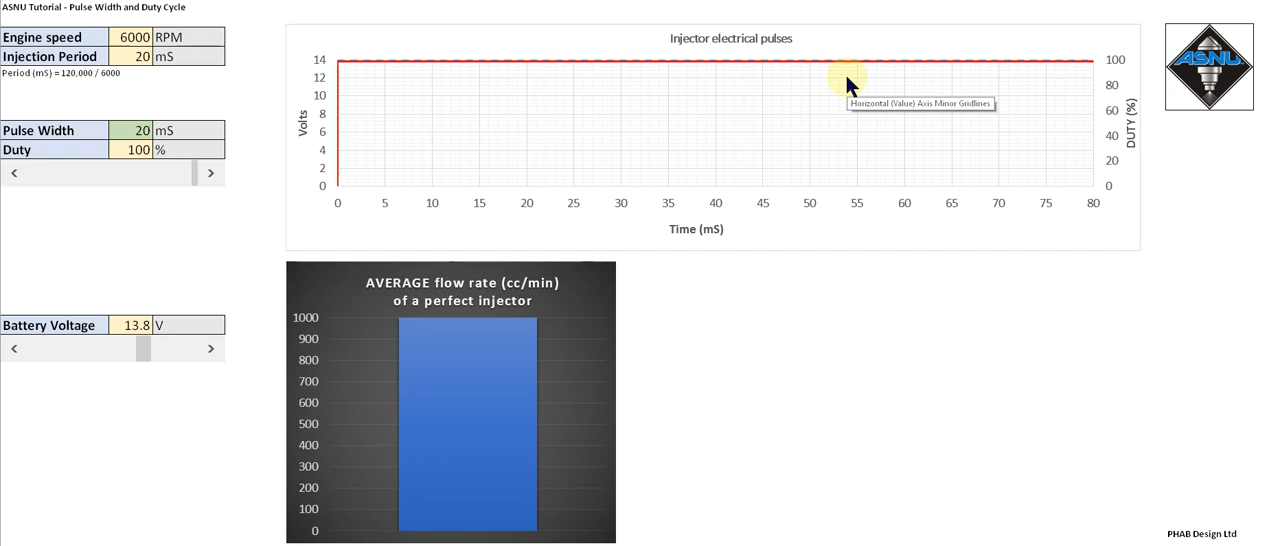 ASNU Tutorial - Pulse Width and Duty Cycle
Engine speed 6000 RPM
Injection Period 20 mS
Period (mS) = 120,000 / 6000
Pulse Width 20 mS
Duty 100 %
< >
Battery Voltage 13.8 V
< >
Injector electrical pulses
14
12
10
8
6
4
2
0
Volts
100
80
60
40
20
0
DUTY (%)
Horizontal (Value) Axis Minor Gridlines
0 5 10 15 20 25 30 35 40 45 50 55 60 65 70 75 80
Time (mS)
ASNU
AVERAGE flow rate (cc/min)
of a perfect injector
1000
900
800
700
600
500
400
300
200
100
0
PHAB Design Ltd